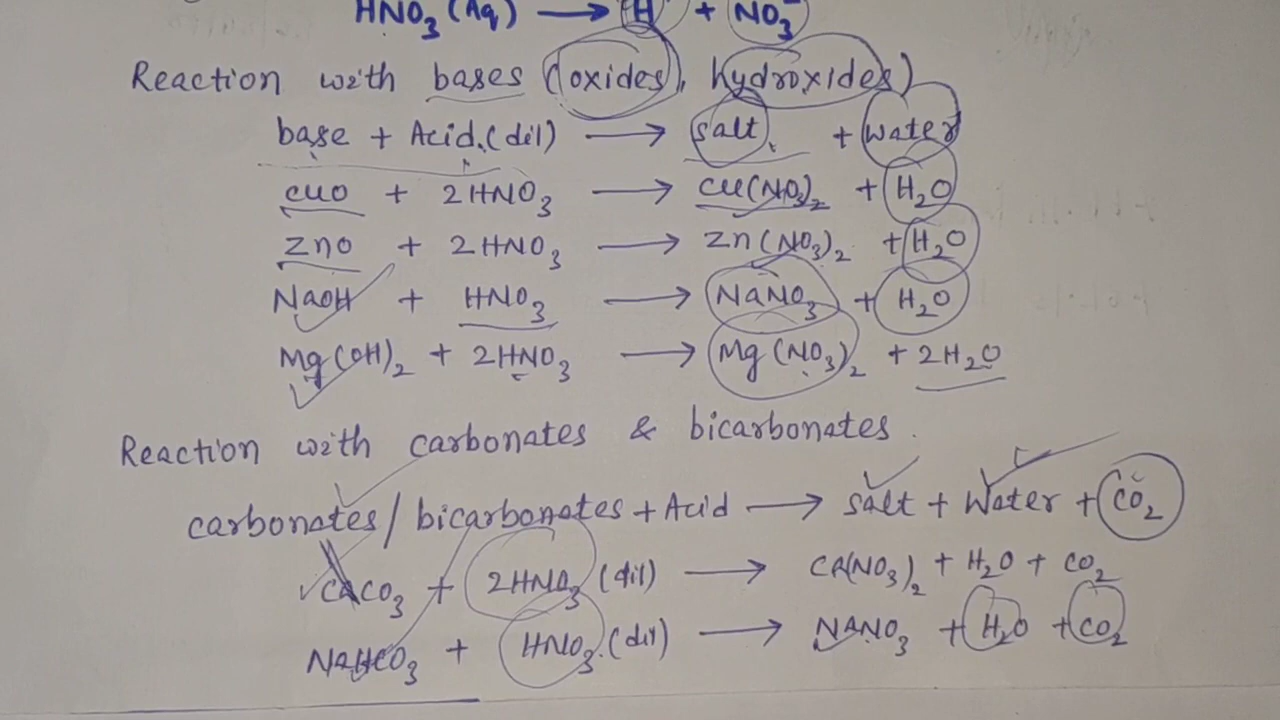 HNO₃ (Aq) ⟶ H + NO₃⁻
Reaction with bases (oxides, hydroxides)
base + Acid.(dil) ⟶ salt + water
CuO + 2HNO₃ ⟶ Cu(NO₃)₂ + H₂O
ZnO + 2HNO₃ ⟶ Zn(NO₃)₂ + H₂O
NaOH + HNO₃ ⟶ NaNO₃ + H₂O
Mg(OH)₂ + 2HNO₃ ⟶ Mg(NO₃)₂ + 2H₂O
Reaction with carbonates & bicarbonates.
carbonates/bicarbonates + Acid ⟶ salt + Water + CO₂
CaCO₃ + 2HNO₃ (dil) ⟶ CA(NO₃)₂ + H₂O + CO₂
NaHCO₃ + HNO₃.(dil) ⟶ NANO₃ + H₂O + CO₂